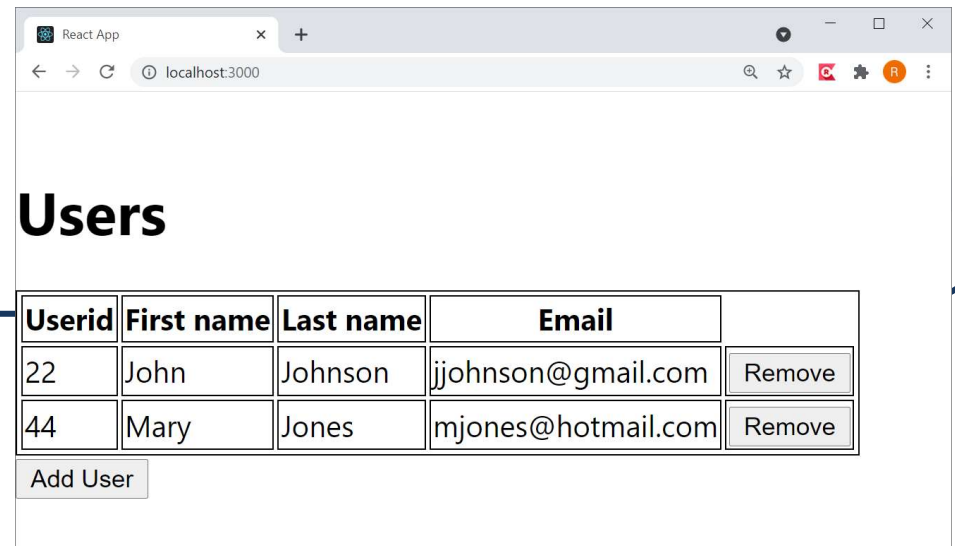 React App
localhost:3000
R
Users
Userid First name Last name Email
22 John Johnson jjohnson@gmail.com Remove
44 Mary Jones mjones@hotmail.com Remove
Add User